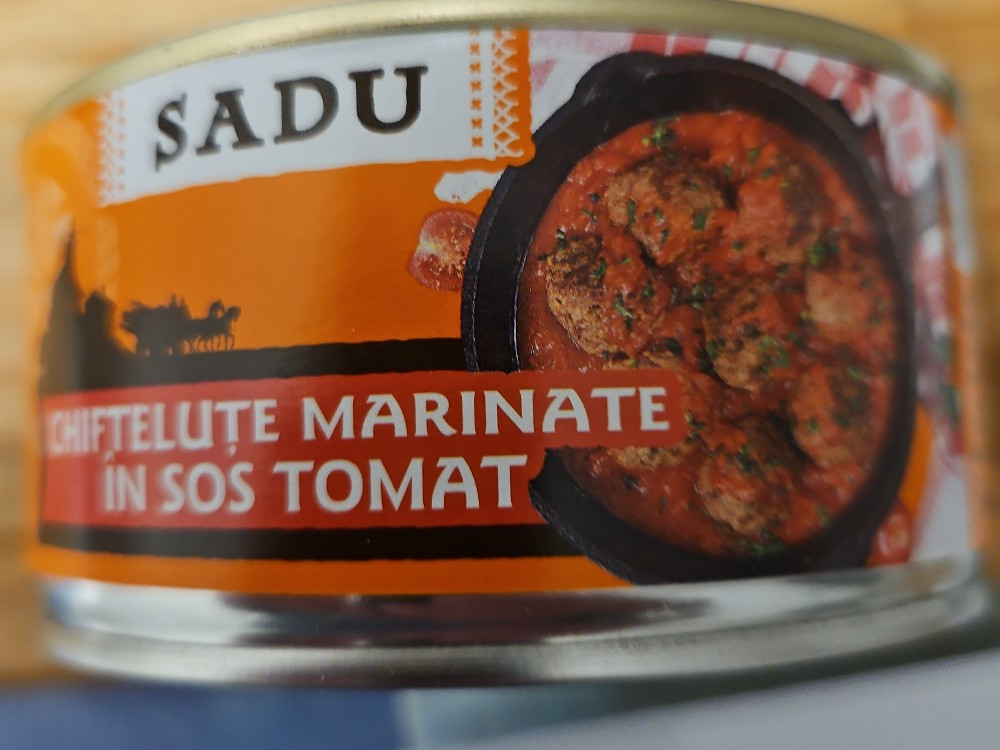 SADU
CHIFTELUȚE MARINATE
ÎN SOS TOMAT